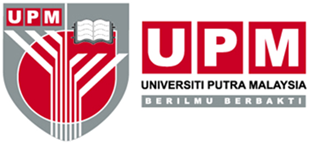 UPM
UPM
UNIVERSITI PUTRA MALAYSIA
BERILMU BERBAKTI